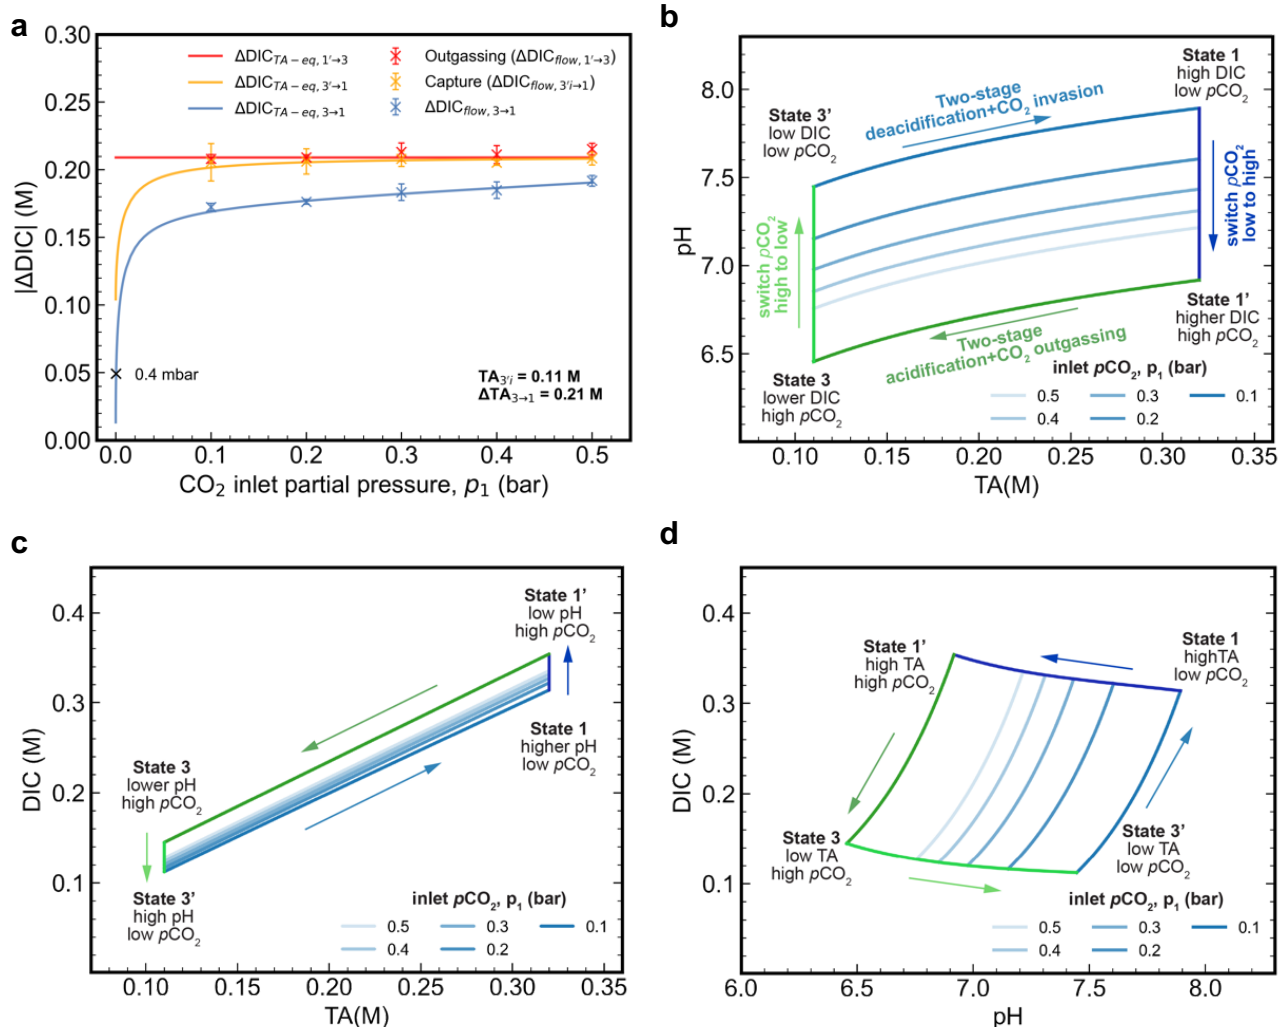 a
0.30
0.25
0.20
0.15
0.10
0.05
0.00
|ΔDIC| (M)
ΔDIC_TA−eq, 1′→3
ΔDIC_TA−eq, 3′→1
ΔDIC_TA−eq, 3→1
Outgassing (ΔDIC_flow, 1′→3)
Capture (ΔDIC_flow, 3′i→1)
ΔDIC_flow, 3→1
0.4 mbar
TA_3′i = 0.11 M
ΔTA_3→1 = 0.21 M
0.0 0.1 0.2 0.3 0.4 0.5
CO₂ inlet partial pressure, p₁ (bar)
b
8.0
7.5
7.0
6.5
pH
State 1
high DIC
low pCO₂
Two-stage
deacidification+CO₂ invasion
State 3’
low DIC
low pCO₂
switch pCO₂
low to high
switch pCO₂
high to low
State 1’
higher DIC
high pCO₂
Two-stage
acidification+CO₂ outgassing
State 3
lower DIC
high pCO₂
inlet pCO₂, p₁ (bar)
0.5 0.3 0.1
0.4 0.2
0.10 0.15 0.20 0.25 0.30 0.35
TA(M)
c
0.4
0.3
0.2
0.1
DIC (M)
State 1’
low pH
high pCO₂
State 1
higher pH
low pCO₂
State 3
lower pH
high pCO₂
State 3’
high pH
low pCO₂
inlet pCO₂, p₁ (bar)
0.5 0.3 0.1
0.4 0.2
0.10 0.15 0.20 0.25 0.30 0.35
TA(M)
d
0.4
0.3
0.2
0.1
DIC (M)
State 1’
high TA
high pCO₂
State 1
highTA
low pCO₂
State 3
low TA
high pCO₂
State 3’
low TA
low pCO₂
inlet pCO₂, p₁ (bar)
0.5 0.3 0.1
0.4 0.2
6.0 6.5 7.0 7.5 8.0
pH